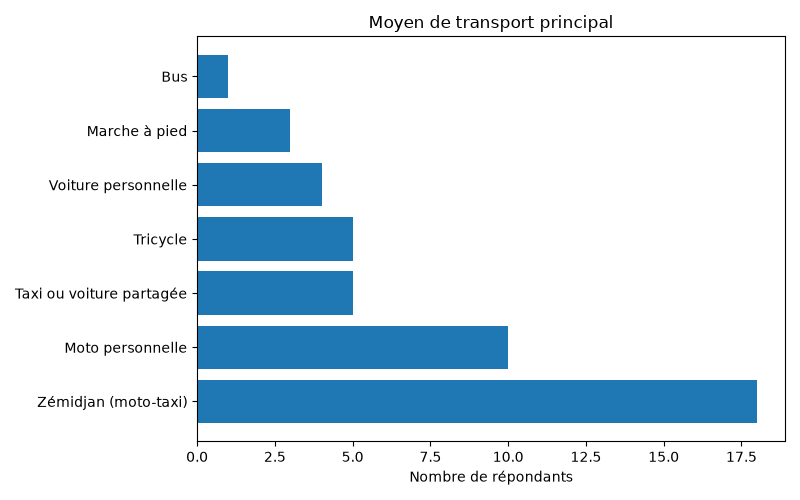 Moyen de transport principal
Bus
Marche à pied
Voiture personnelle
Tricycle
Taxi ou voiture partagée
Moto personnelle
Zémidjan (moto-taxi)
0.0 2.5 5.0 7.5 10.0 12.5 15.0 17.5
Nombre de répondants